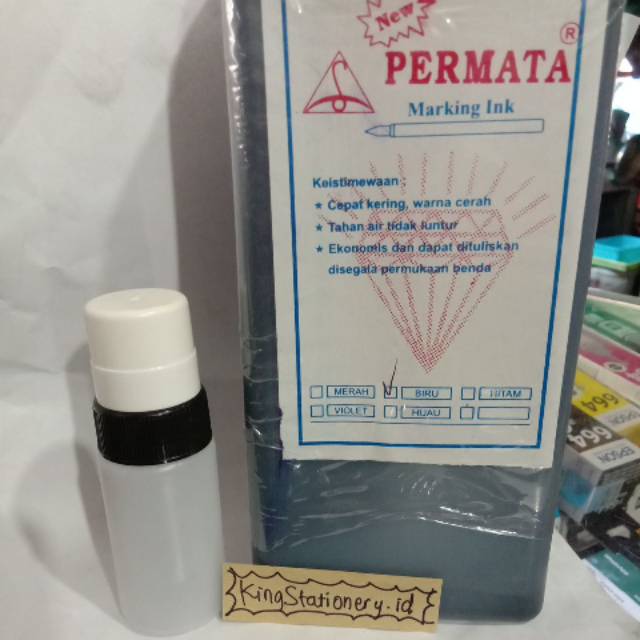 New
PERMATA®
Marking Ink
Keistimewaan :
★ Cepat kering, warna cerah
★ Tahan air tidak luntur
★ Ekonomis dan dapat dituliskan
disegala permukaan benda
MERAH BIRU HITAM
VIOLET HIJAU
KingStationery.id
664
664
EPSON